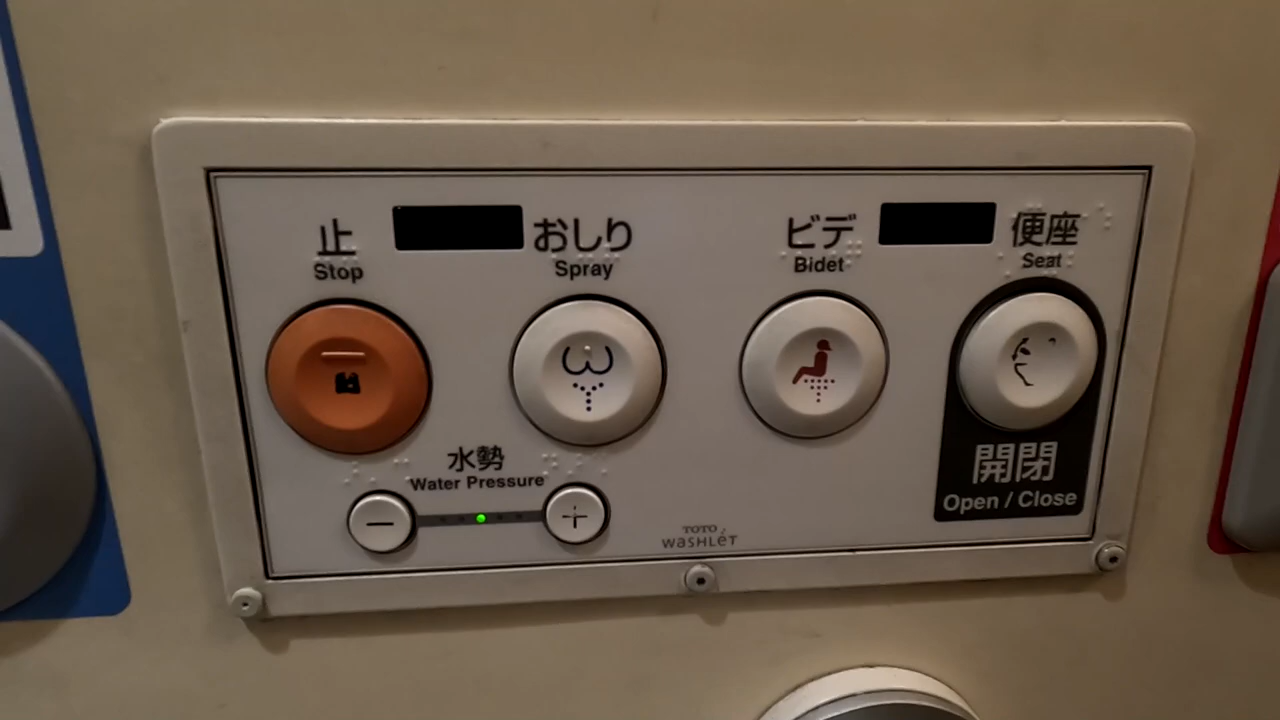 止
Stop
おしり
Spray
ビデ
Bidet
便座
Seat
水勢
Water Pressure
開閉
Open / Close
TOTO
WASHLET